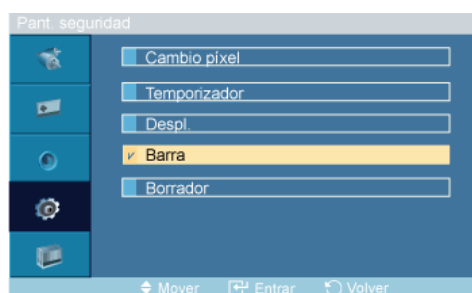 Pant. seguridad
Cambio píxel
Temporizador
Despl.
Barra
Borrador
Mover Entrar Volver